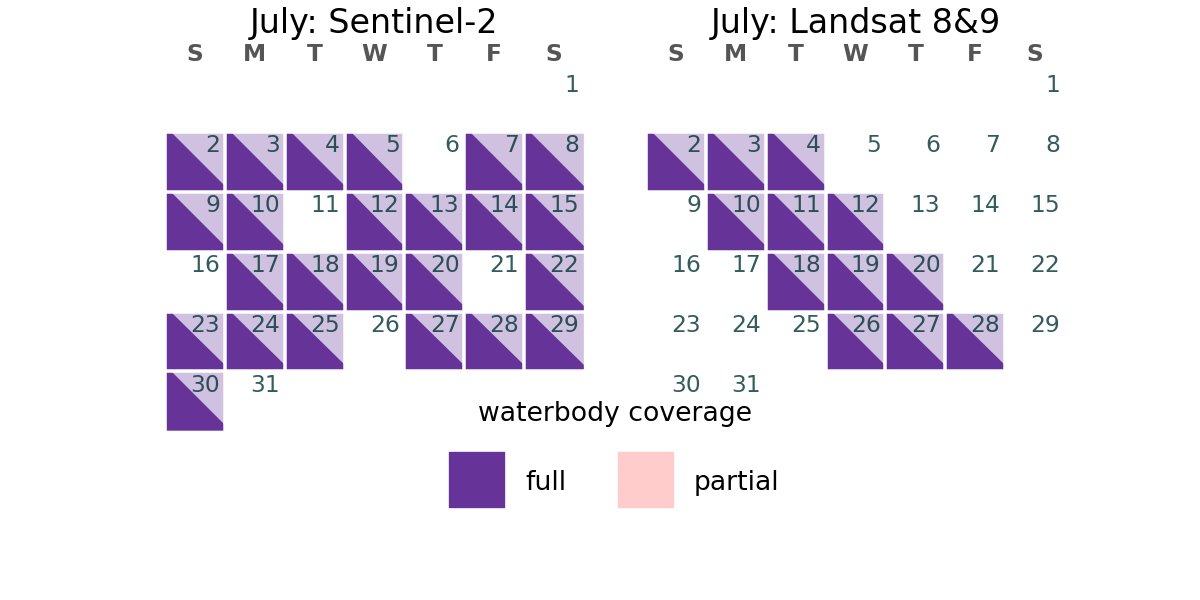 July: Sentinel-2
S M T W T F S
1
2 3 4 5 6 7 8
9 10 11 12 13 14 15
16 17 18 19 20 21 22
23 24 25 26 27 28 29
30 31
July: Landsat 8&9
S M T W T F S
1
2 3 4 5 6 7 8
9 10 11 12 13 14 15
16 17 18 19 20 21 22
23 24 25 26 27 28 29
30 31
waterbody coverage
full
partial